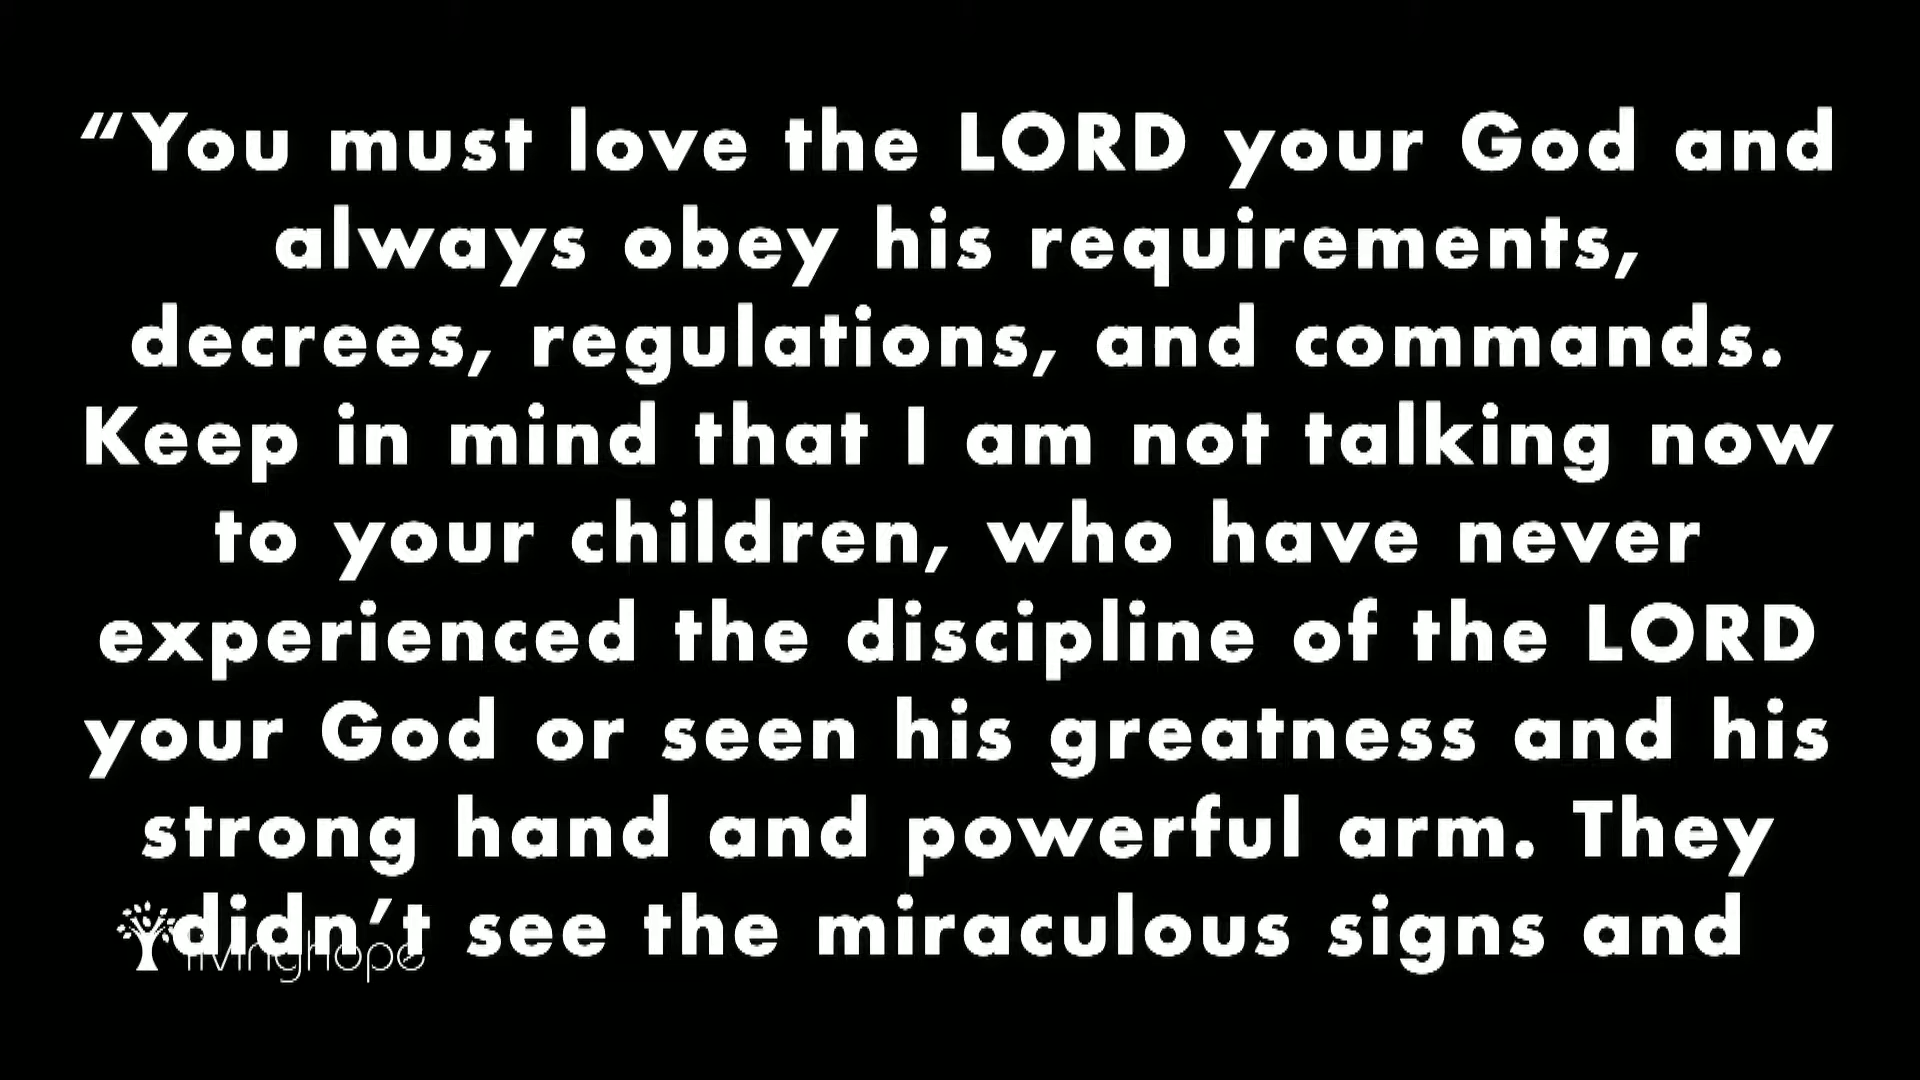 “You must love the LORD your God and
always obey his requirements,
decrees, regulations, and commands.
Keep in mind that I am not talking now
to your children, who have never
experienced the discipline of the LORD
your God or seen his greatness and his
strong hand and powerful arm. They
didn’t see the miraculous signs and
livinghope